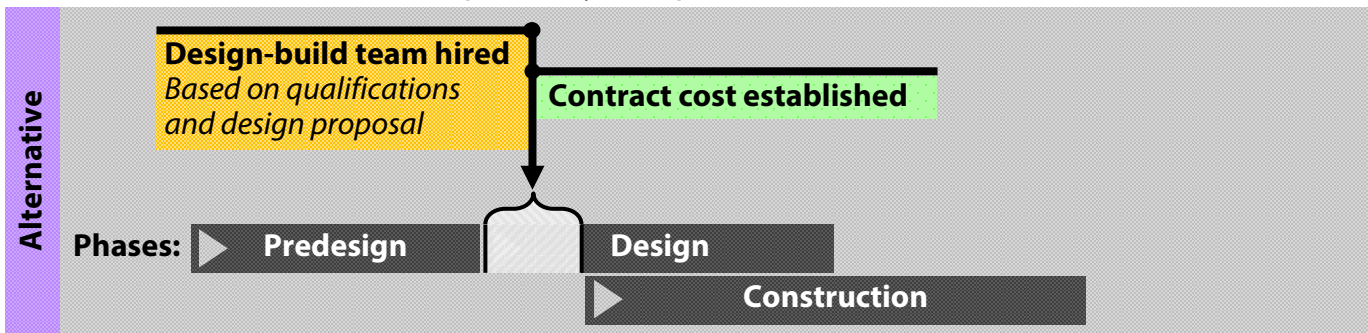 Alternative
Design-build team hired
Based on qualifications
and design proposal
Contract cost established
Phases:
Predesign
Design
Construction